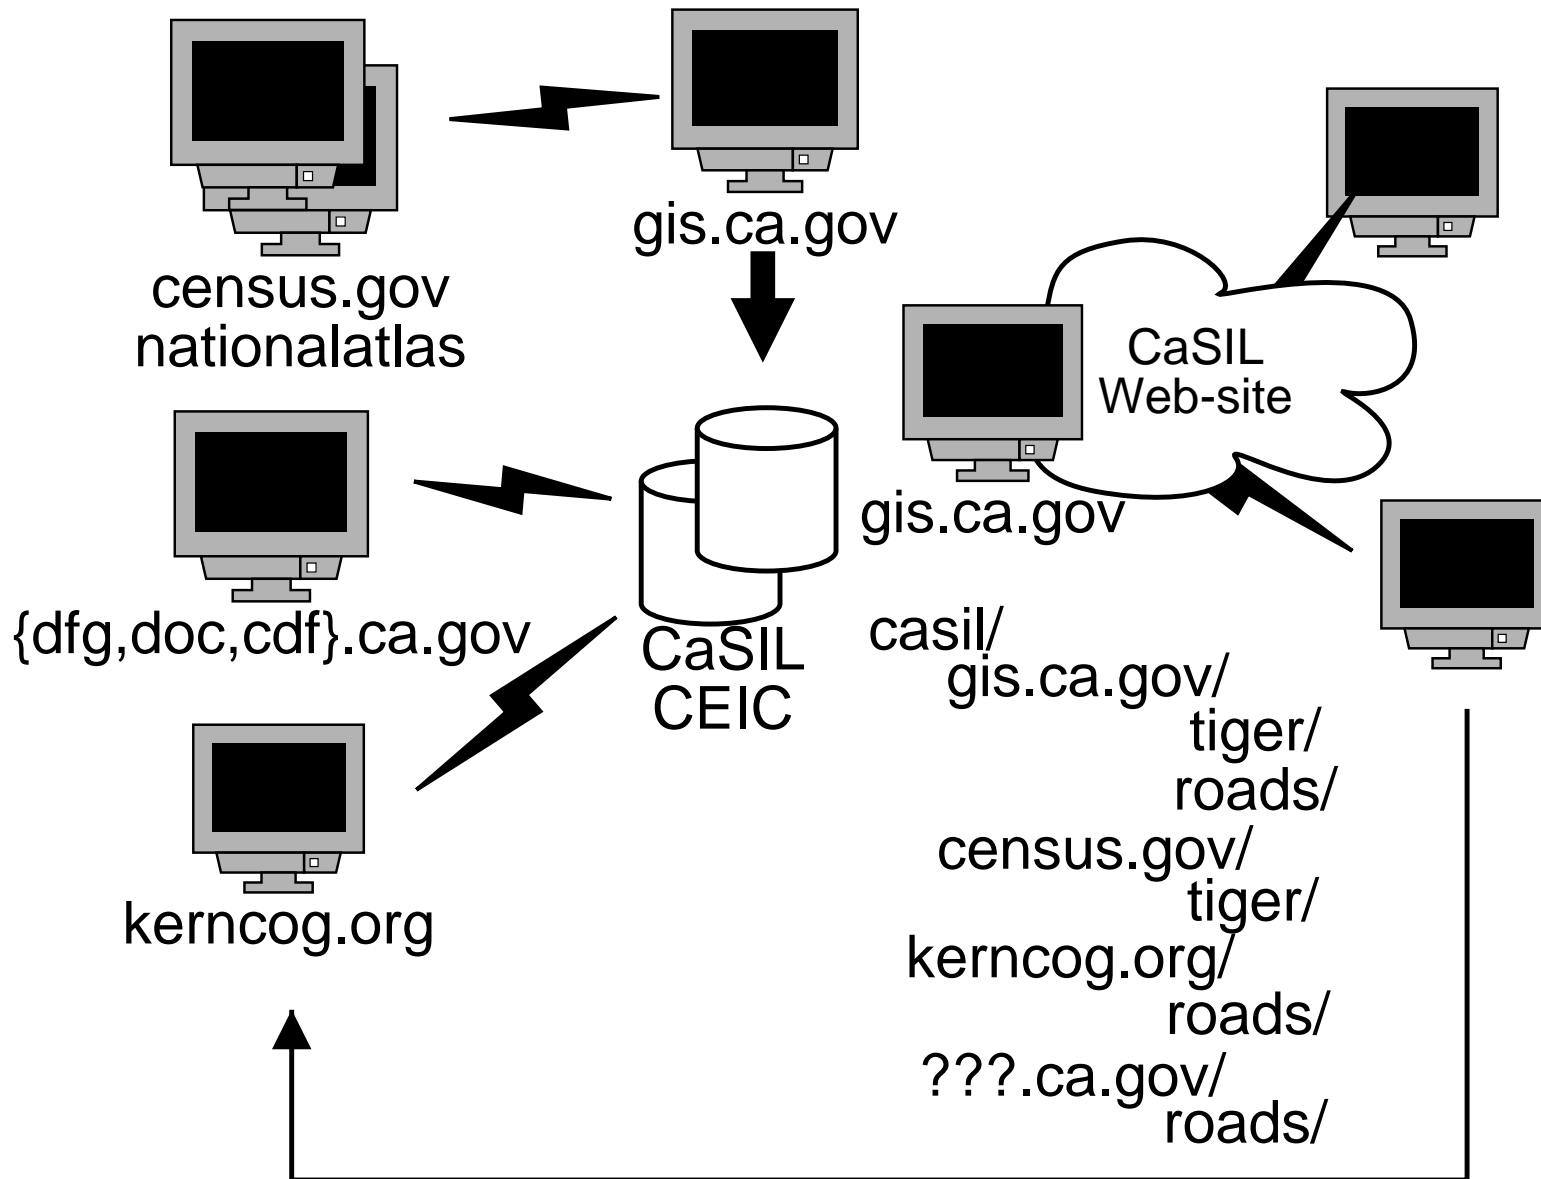 gis.ca.gov
census.gov
nationalatlas
CaSIL
Web-site
gis.ca.gov
{dfg,doc,cdf}.ca.gov
CaSIL
CEIC
kerncog.org
casil/
gis.ca.gov/
tiger/
roads/
census.gov/
tiger/
kerncog.org/
roads/
???.ca.gov/
roads/